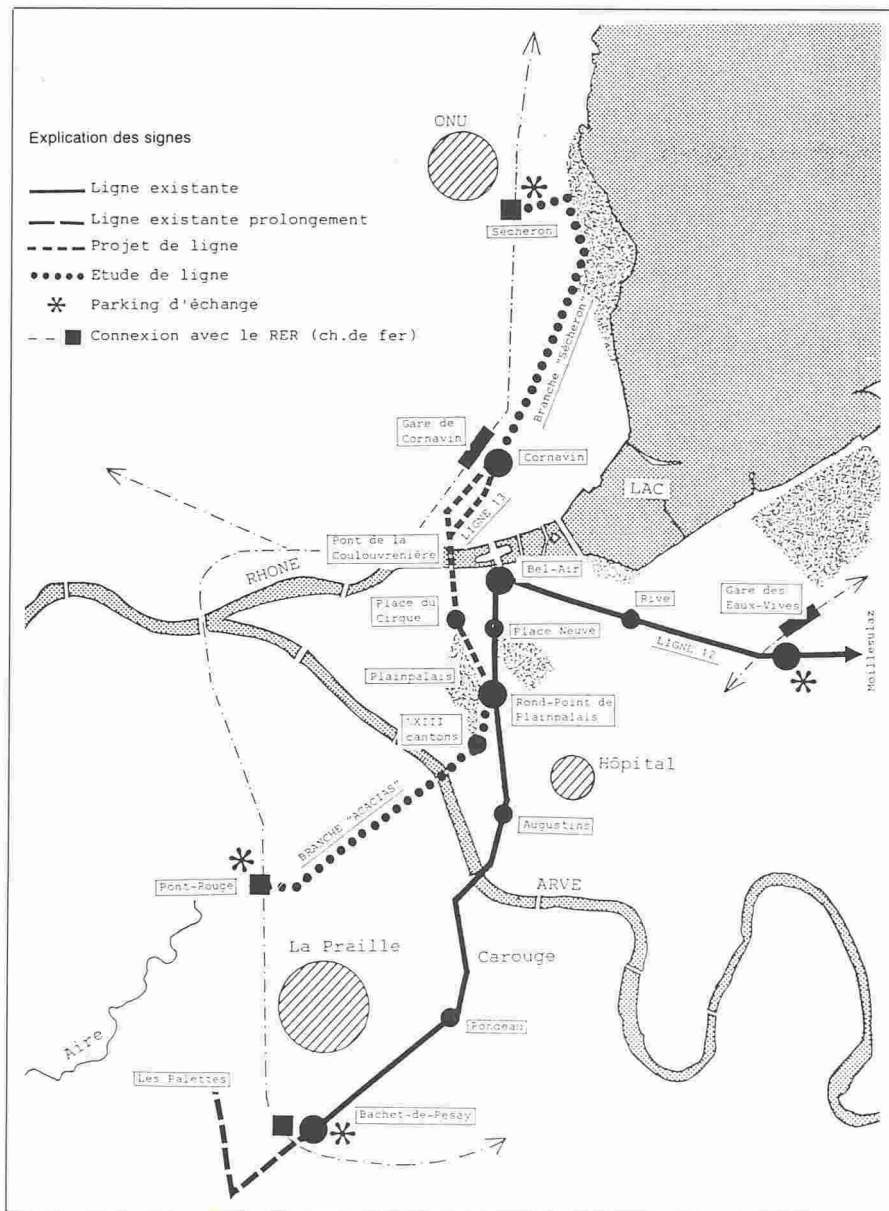 Explication des signes
Ligne existante
Ligne existante prolongement
Projet de ligne
Etude de ligne
Parking d'échange
Connexion avec le RER (ch.de fer)
ONU
Sécheron
Branche "Sécheron"
Gare de
Cornavin
Cornavin
LIGNE 13
LAC
Pont de la
Coulouvrenière
RHONE
Bel-Air
Place du
Cirque
Place Neuve
Rive
Gare des
Eaux-Vives
LIGNE 12
Moillesulaz
Plainpalais
Rond-Point de
Plainpalais
XXIII
cantons
Hôpital
BRANCHE "ACACIAS"
Augustins
Pont-Rouge
ARVE
La Praille
Carouge
Aire
Rondeau
Les Palettes
Bachet-de-Pesay